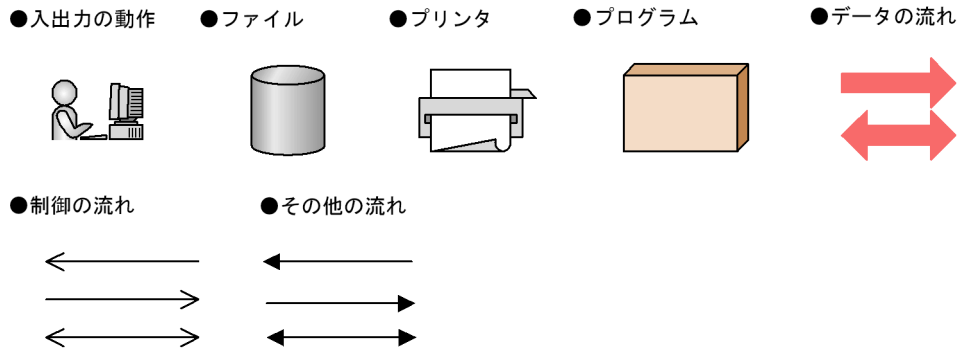 ●入出力の動作
●ファイル
●プリンタ
●プログラム
●データの流れ
●制御の流れ
●その他の流れ